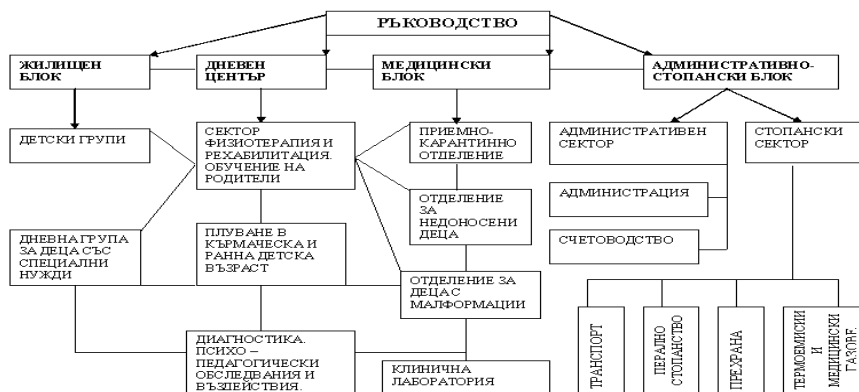 РЪКОВОДСТВО
ЖИЛИЩЕН
БЛОК
ДНЕВЕН
ЦЕНТЪР
МЕДИЦИНСКИ
БЛОК
АДМИНИСТРАТИВНО-
СТОПАНСКИ БЛОК
ДЕТСКИ ГРУПИ
СЕКТОР
ФИЗИОТЕРАПИЯ И
РЕХАБИЛИТАЦИЯ.
ОБУЧЕНИЕ НА
РОДИТЕЛИ
ПРИЕМНО-
КАРАНТИННО
ОТДЕЛЕНИЕ
АДМИНИСТРАТИВЕН
СЕКТОР
СТОПАНСКИ
СЕКТОР
ОТДЕЛЕНИЕ
ЗА
НЕДОНОСЕНИ
ДЕЦА
АДМИНИСТРАЦИЯ
ДНЕВНА ГРУПА
ЗА ДЕЦА СЪС
СПЕЦИАЛНИ
НУЖДИ
ПЛУВАНЕ В
КЪРМАЧЕСКА И
РАННА ДЕТСКА
ВЪЗРАСТ
СЧЕТОВОДСТВО
ОТДЕЛЕНИЕ ЗА
ДЕЦА С
МАЛФОРМАЦИИ
ДИАГНОСТИКА.
ПСИХО –
ПЕДАГОГИЧЕСКИ
ОБСЛЕДВАНИЯ И
ВЪЗДЕЙСТВИЯ.
КЛИНИЧНА
ЛАБОРАТОРИЯ
ТРАНСПОРТ
ПЕРАЛНО
СТОПАНСТВО
ПРЕХРАНА
ТЕРМОЕМИСИИ
И
МЕДИЦИНСКИ
ГАЗОВЕ.